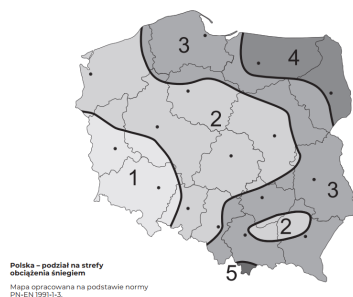 3
4
2
1
3
2
5
Polska – podział na strefy
obciążenia śniegiem
Mapa opracowana na podstawie normy
PN-EN 1991-1-3.